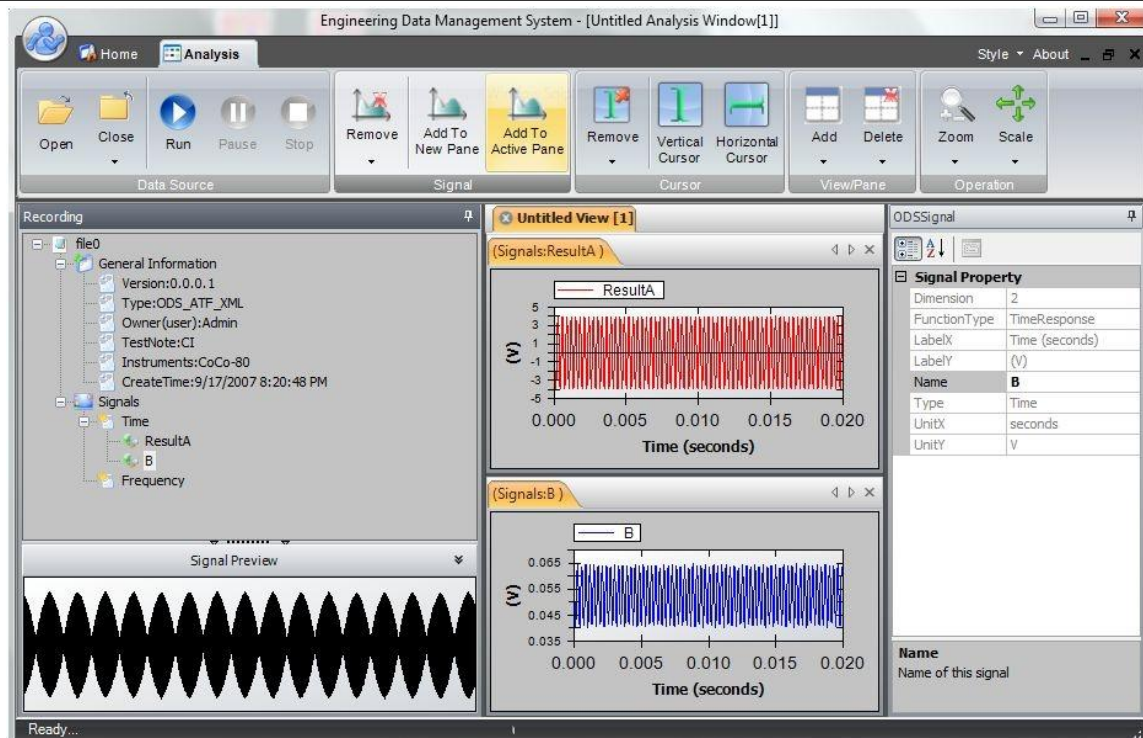 Engineering Data Management System - [Untitled Analysis Window[1]]
Home Analysis Style About
Open Close Run Pause Stop Remove Add To New Pane Add To Active Pane Remove Vertical Cursor Horizontal Cursor Add Delete Zoom Scale
Data Source Signal Cursor View/Pane Operation
Recording
file0
General Information
Version:0.0.0.1
Type:ODS_ATF_XML
Owner(user):Admin
TestNote:CI
Instruments:CoCo-80
CreateTime:9/17/2007 8:20:48 PM
Signals
Time
ResultA
B
Frequency
Signal Preview
Untitled View [1]
(Signals:ResultA )
ResultA
5
3
1
-1
-3
-5
(V)
0.000 0.005 0.010 0.015 0.020
Time (seconds)
(Signals:B )
B
0.065
0.055
0.045
0.035
(V)
0.000 0.005 0.010 0.015 0.020
Time (seconds)
ODSSignal
Signal Property
Dimension 2
FunctionType TimeResponse
LabelX Time (seconds)
LabelY (V)
Name B
Type Time
UnitX seconds
UnitY V
Name
Name of this signal
Ready...